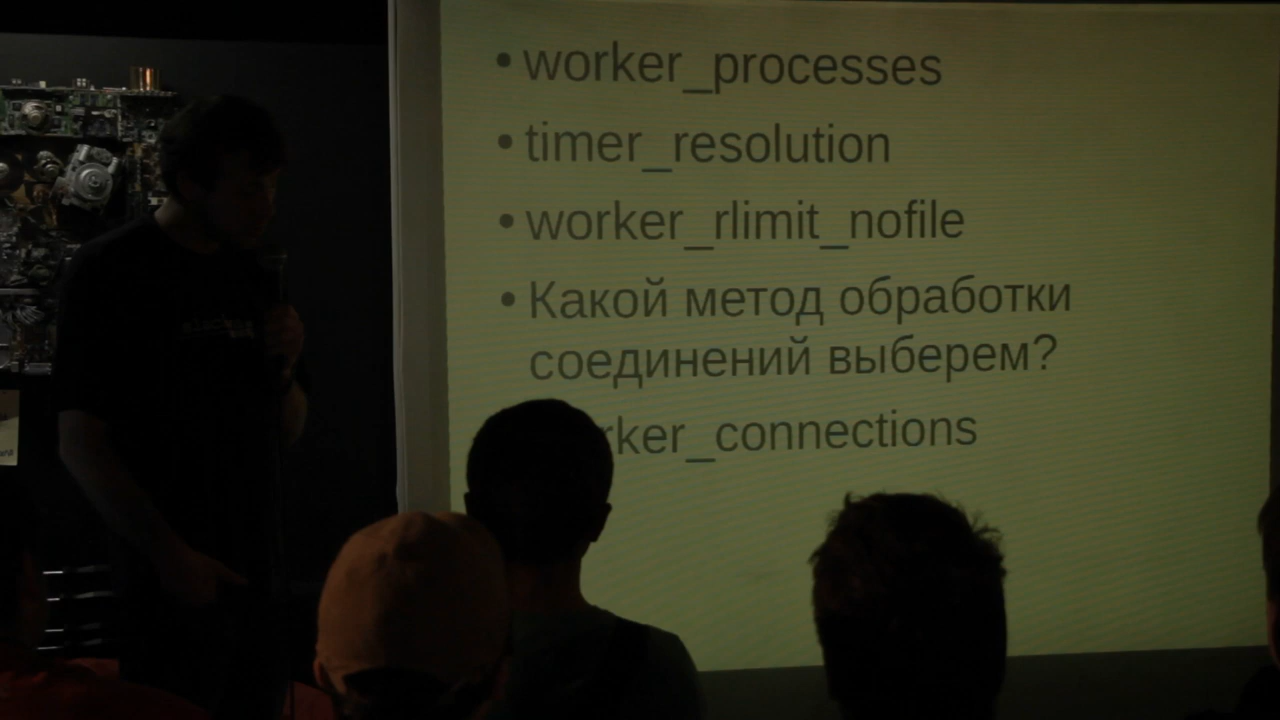 • worker_processes
• timer_resolution
• worker_rlimit_nofile
• Какой метод обработки
соединений выберем?
rker_connections